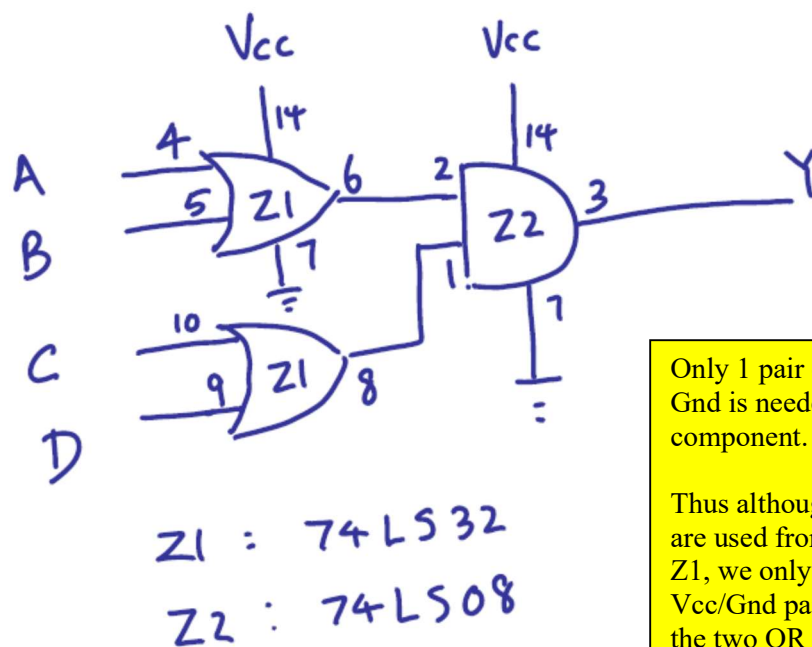 Vcc
Vcc
14
14
A
4
6
2
Z1
Z2
3
Y
B
5
7
1
7
C
10
Z1
8
D
9
Z1 : 74LS32
Z2 : 74LS08
Only 1 pair
Gnd is need
component.
Thus althoug
are used from
Z1, we only
Vcc/Gnd pa
the two OR